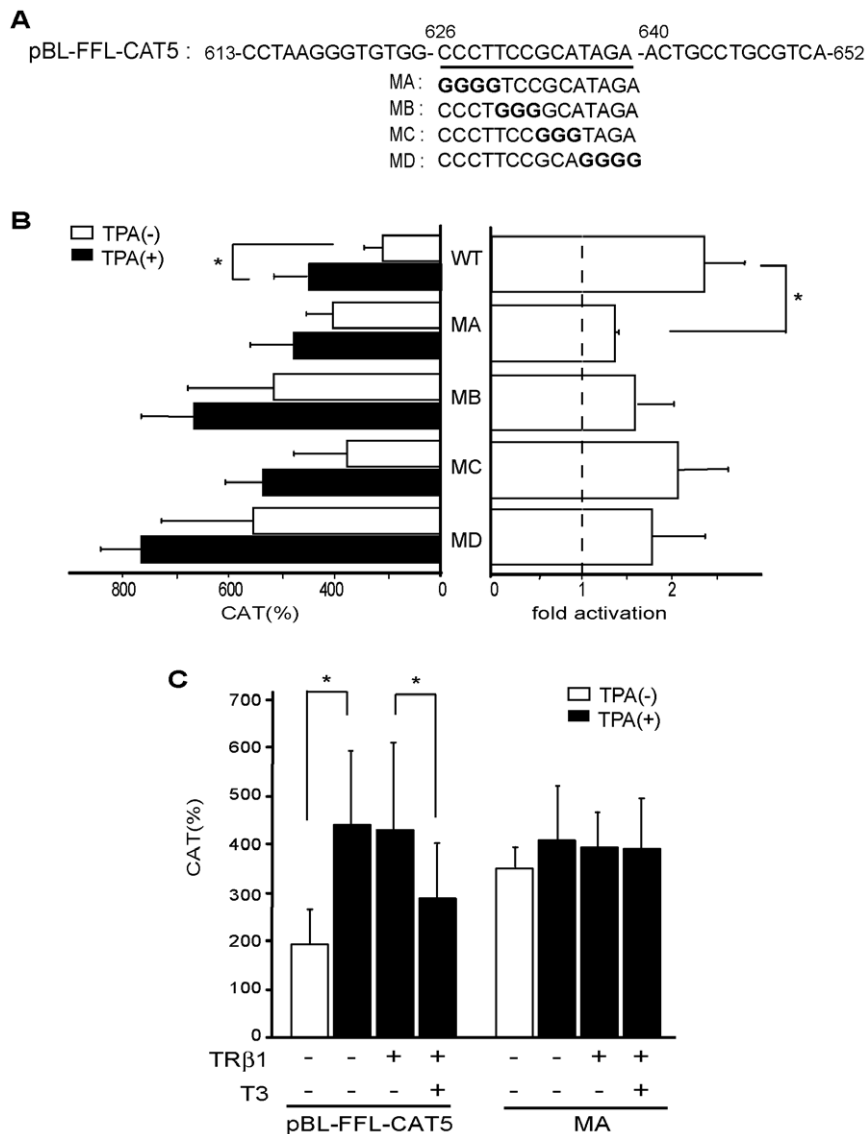 A
626 640
pBL-FFL-CAT5 : 613-CCTAAGGGTGTGG-CCCTTCCGCATAGA-ACTGCCTGCGTCA-652
MA : GGGGTCCGCATAGA
MB : CCCTGGGGCATAGA
MC : CCCTTCCGGGTAGA
MD : CCCTTCCGCAGGGG
B
TPA(-)
TPA(+)
*
WT
*
MA
MB
MC
MD
800 600 400 200 0
0 1 2
CAT(%)
fold activation
C
TPA(-)
TPA(+)
* *
700
600
500
400
300
200
100
0
CAT(%)
TRβ1 - - + + - - + +
T3 - - - + - - - +
pBL-FFL-CAT5 MA